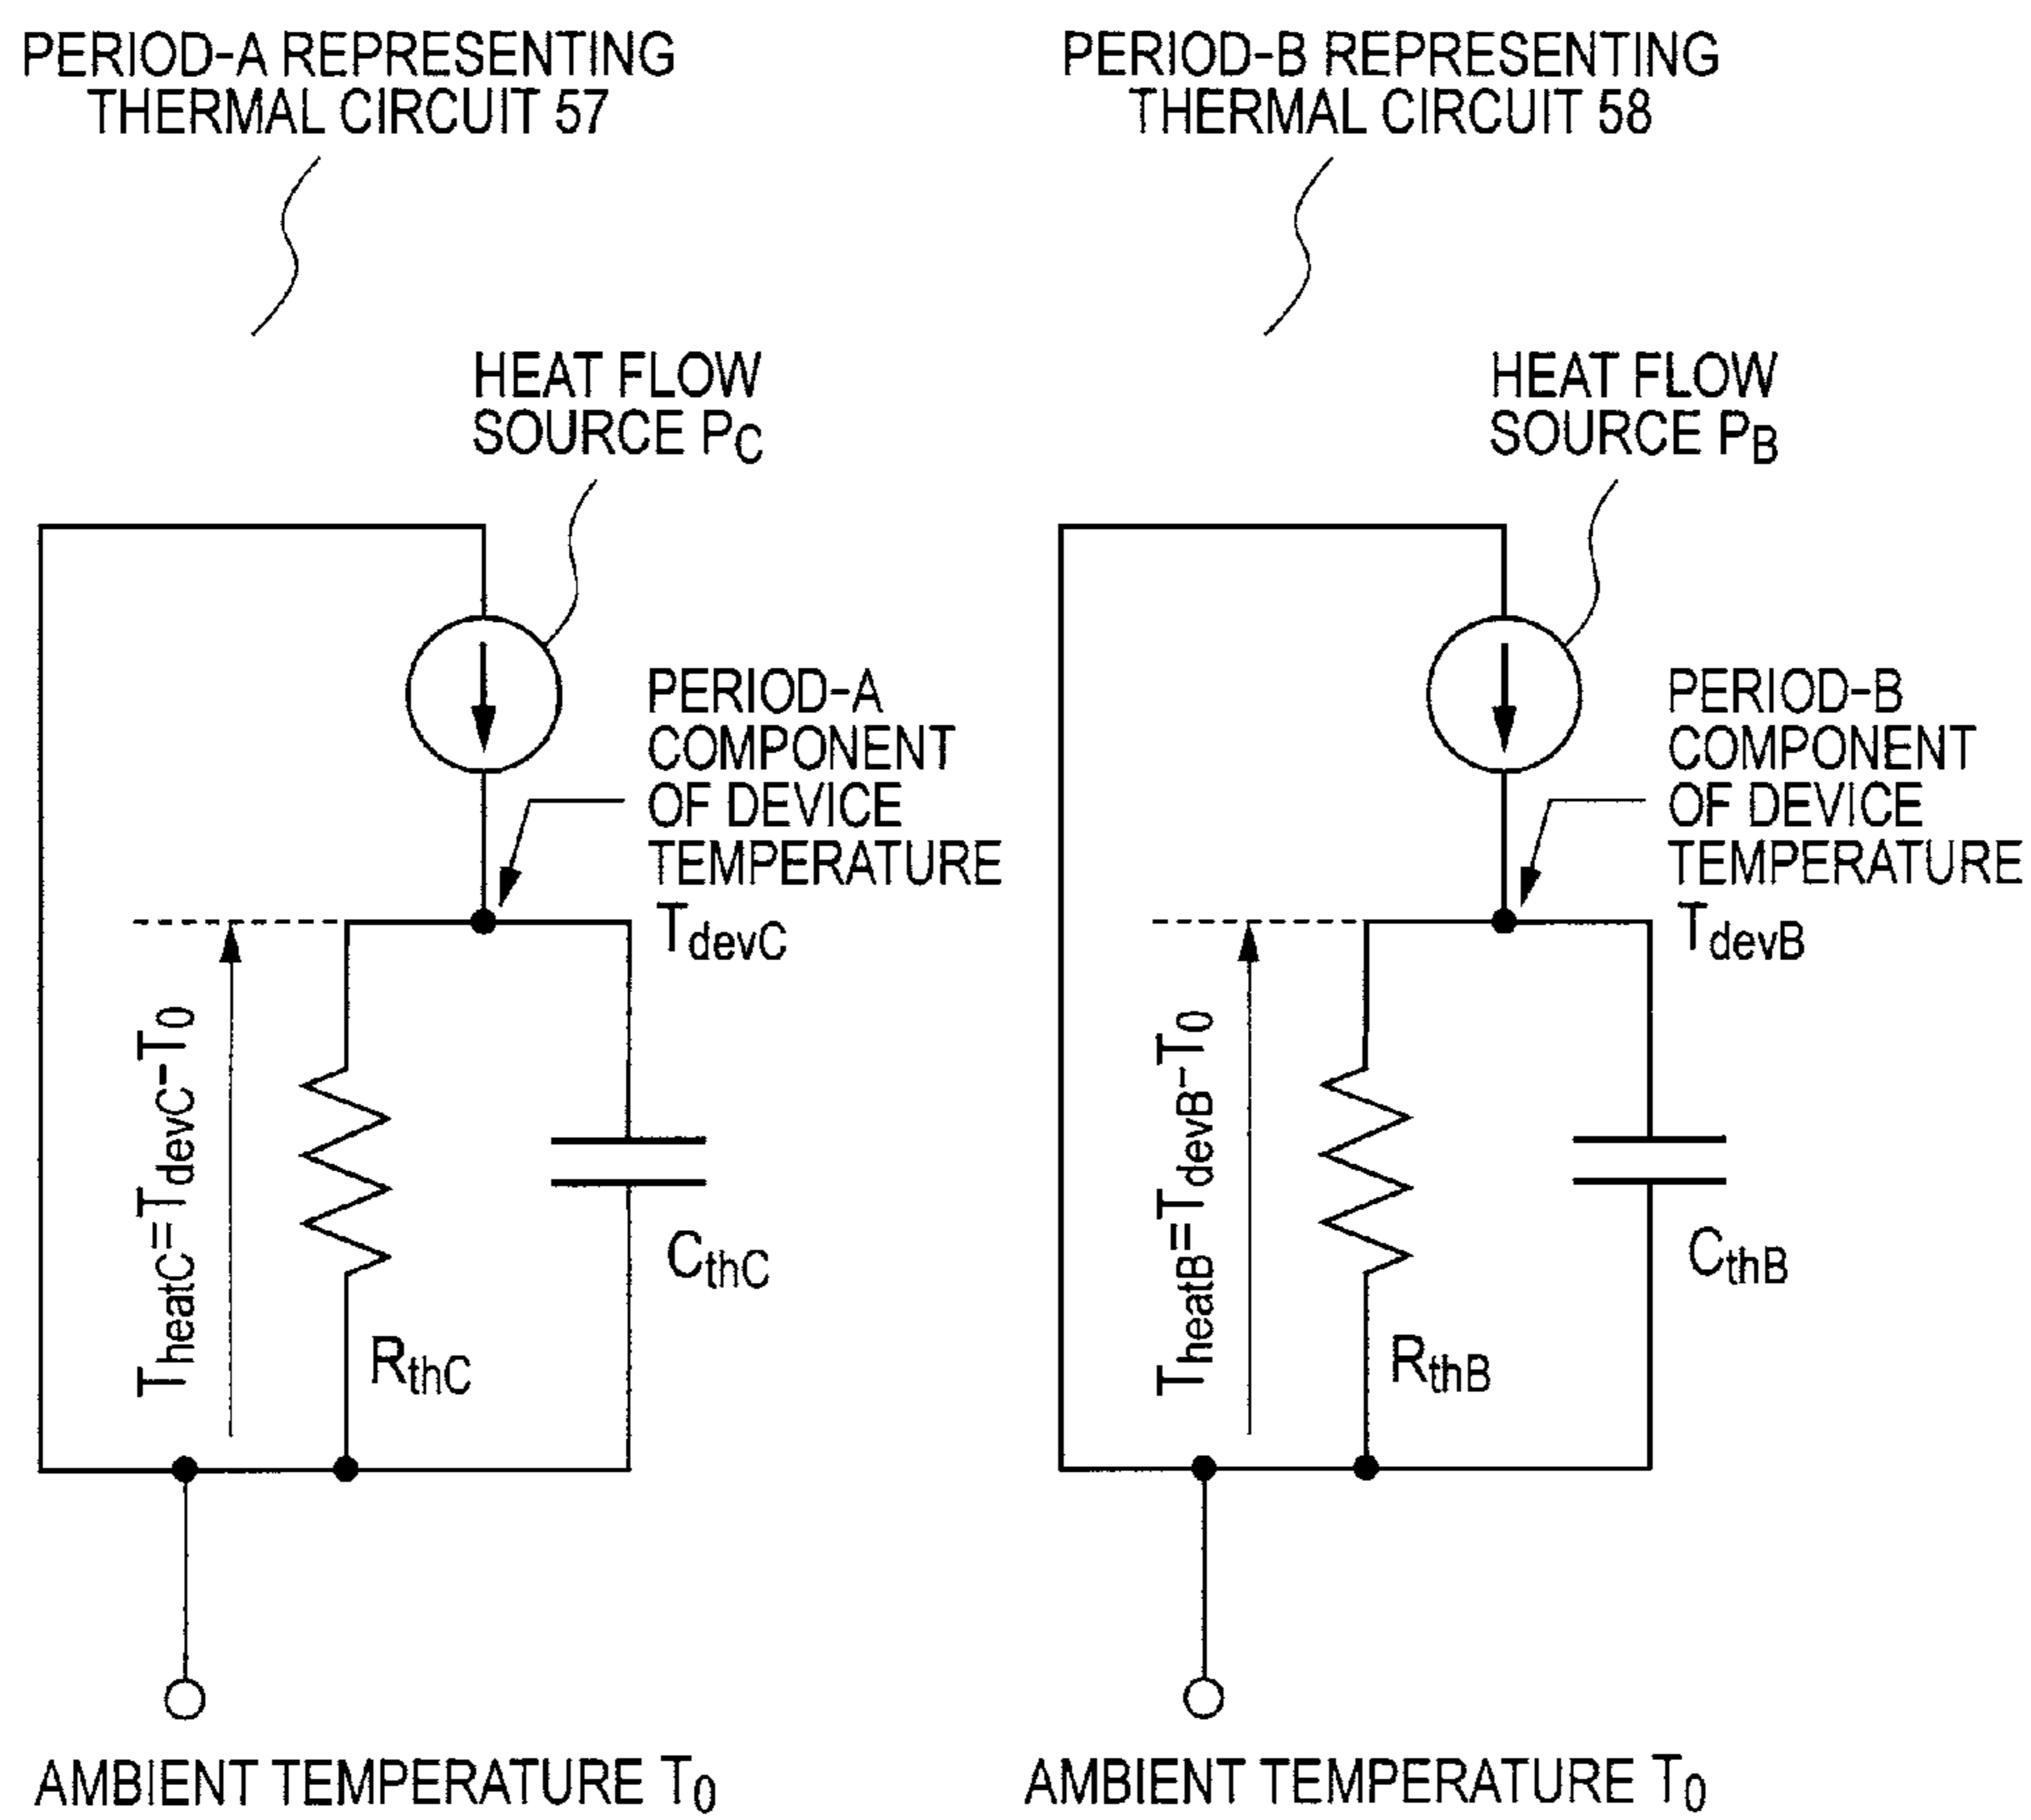 PERIOD-A REPRESENTING
THERMAL CIRCUIT 57
HEAT FLOW
SOURCE PC
PERIOD-A
COMPONENT
OF DEVICE
TEMPERATURE
TdevC
TheatC=TdevC-T0
RthC
CthC
AMBIENT TEMPERATURE T0
PERIOD-B REPRESENTING
THERMAL CIRCUIT 58
HEAT FLOW
SOURCE PB
PERIOD-B
COMPONENT
OF DEVICE
TEMPERATURE
TdevB
TheatB=TdevB-T0
RthB
CthB
AMBIENT TEMPERATURE T0